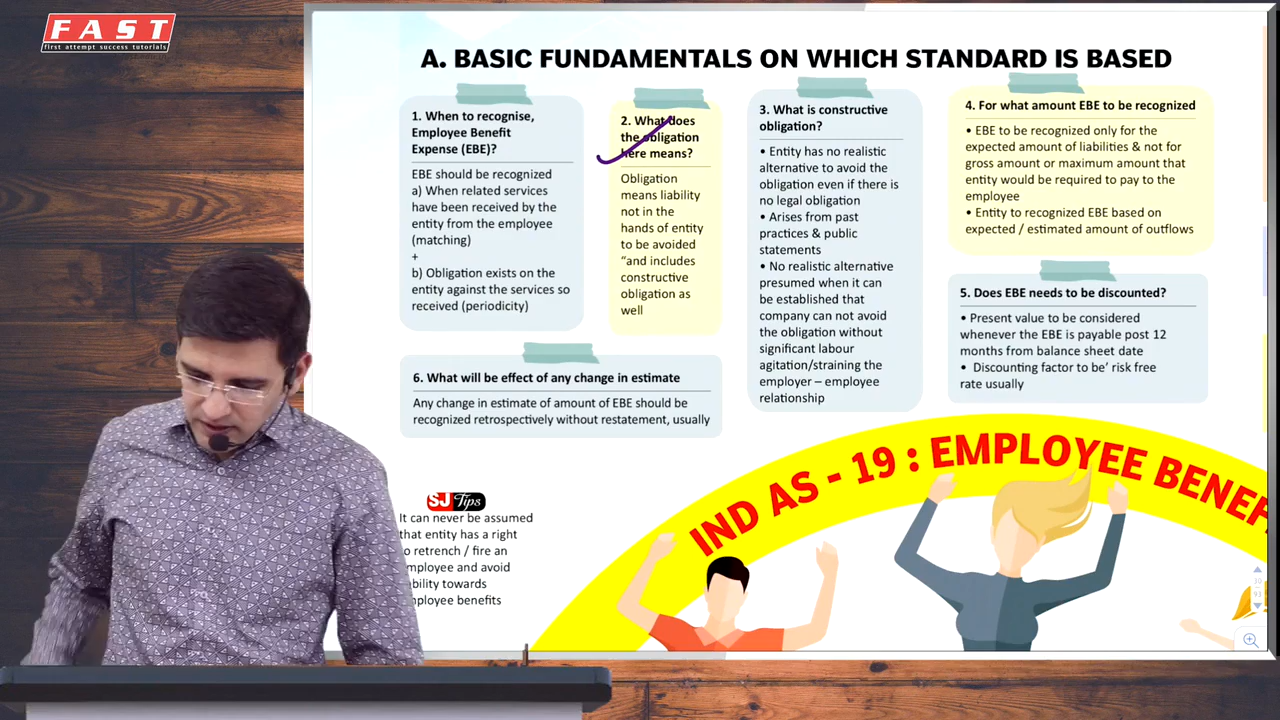 FAST
first attempt success tutorials
A. BASIC FUNDAMENTALS ON WHICH STANDARD IS BASED
1. When to recognise,
Employee Benefit
Expense (EBE)?
EBE should be recognized
a) When related services
have been received by the
entity from the employee
(matching)
+
b) Obligation exists on the
entity against the services so
received (periodicity)
2. What does
the obligation
here means?
Obligation
means liability
not in the
hands of entity
to be avoided
“and includes
constructive
obligation as
well
3. What is constructive
obligation?
• Entity has no realistic
alternative to avoid the
obligation even if there is
no legal obligation
• Arises from past
practices & public
statements
• No realistic alternative
presumed when it can
be established that
company can not avoid
the obligation without
significant labour
agitation/straining the
employer – employee
relationship
4. For what amount EBE to be recognized
• EBE to be recognized only for the
expected amount of liabilities & not for
gross amount or maximum amount that
entity would be required to pay to the
employee
• Entity to recognized EBE based on
expected / estimated amount of outflows
5. Does EBE needs to be discounted?
• Present value to be considered
whenever the EBE is payable post 12
months from balance sheet date
• Discounting factor to be’ risk free
rate usually
6. What will be effect of any change in estimate
Any change in estimate of amount of EBE should be
recognized retrospectively without restatement, usually
SJ Tips
It can never be assumed
that entity has a right
to retrench / fire an
employee and avoid
ability towards
employee benefits
IND AS - 19 : EMPLOYEE BENEF
30
93